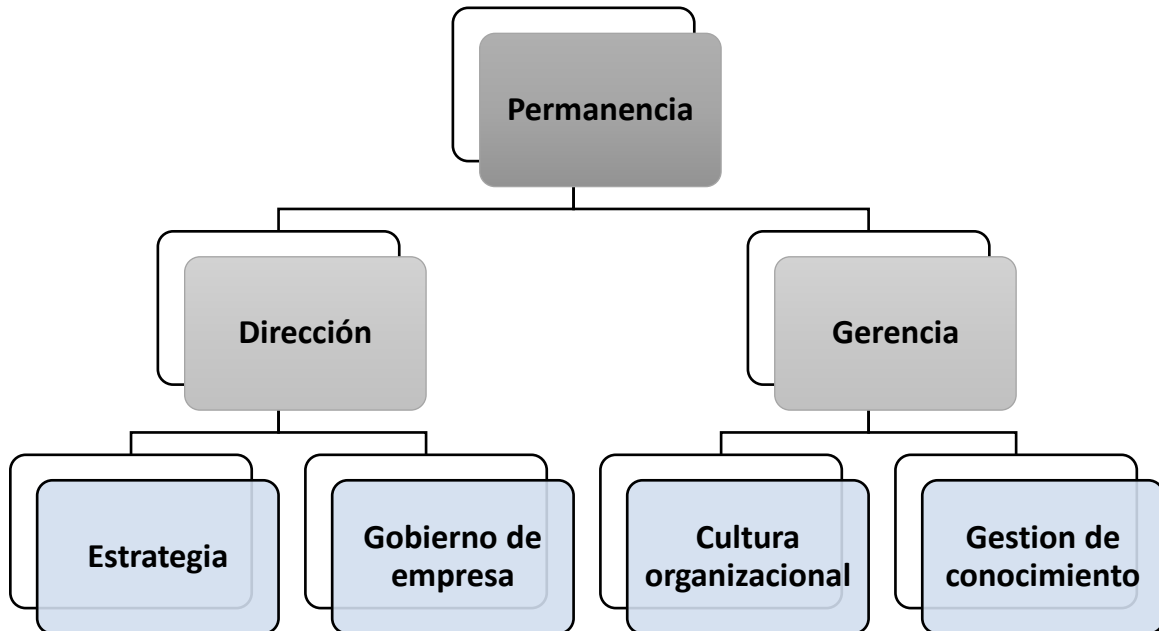 Permanencia
Dirección
Gerencia
Estrategia
Gobierno de
empresa
Cultura
organizacional
Gestion de
conocimiento